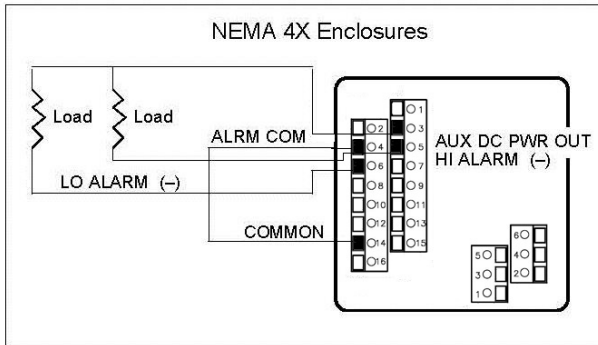 NEMA 4X Enclosures
Load
Load
ALRM COM
LO ALARM (–)
COMMON
AUX DC PWR OUT
HI ALARM (–)
2
4
6
8
10
12
14
16
1
3
5
7
9
11
13
15
5
3
1
6
4
2